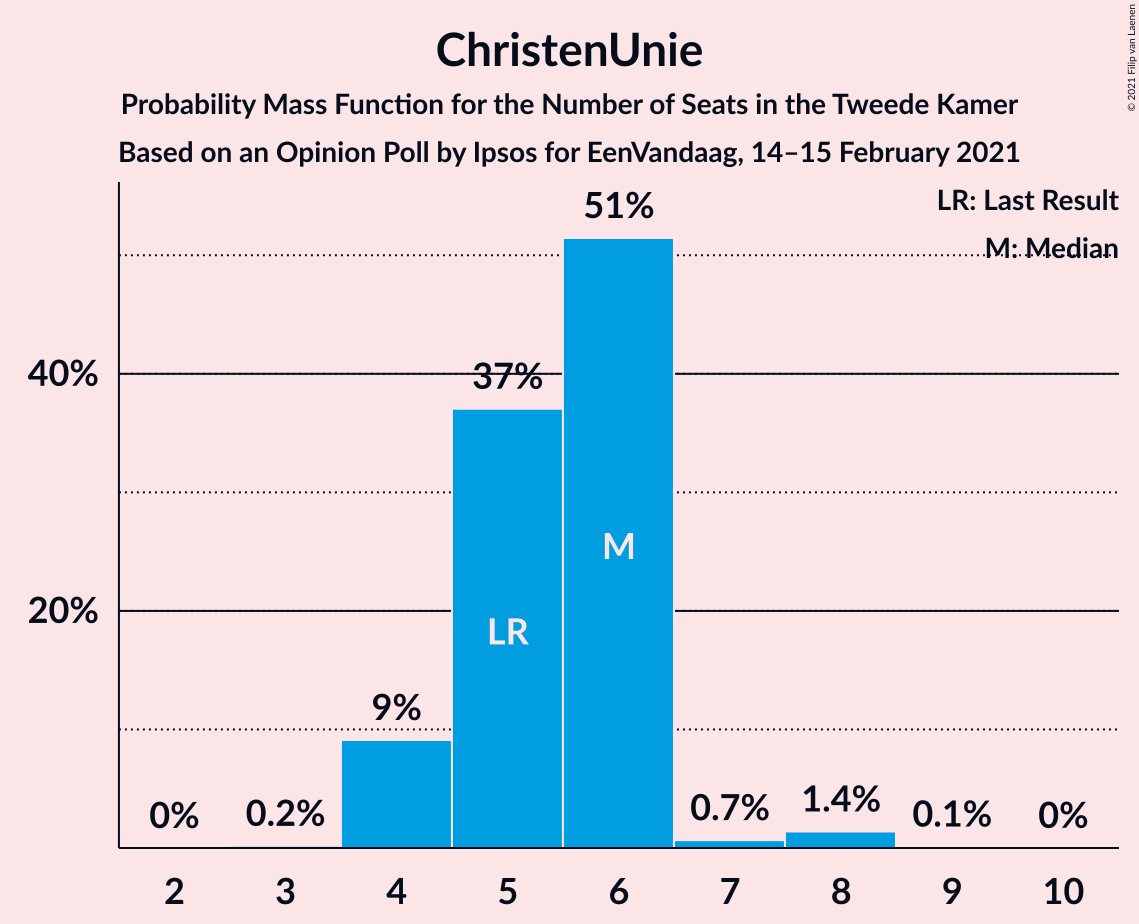 ChristenUnie
Probability Mass Function for the Number of Seats in the Tweede Kamer
Based on an Opinion Poll by Ipsos for EenVandaag, 14–15 February 2021
© 2021 Filip van Laenen
LR: Last Result
M: Median
51%
40%
37%
M
20%
LR
9%
0%
0.2%
0.7%
1.4%
0.1%
0%
2 3 4 5 6 7 8 9 10